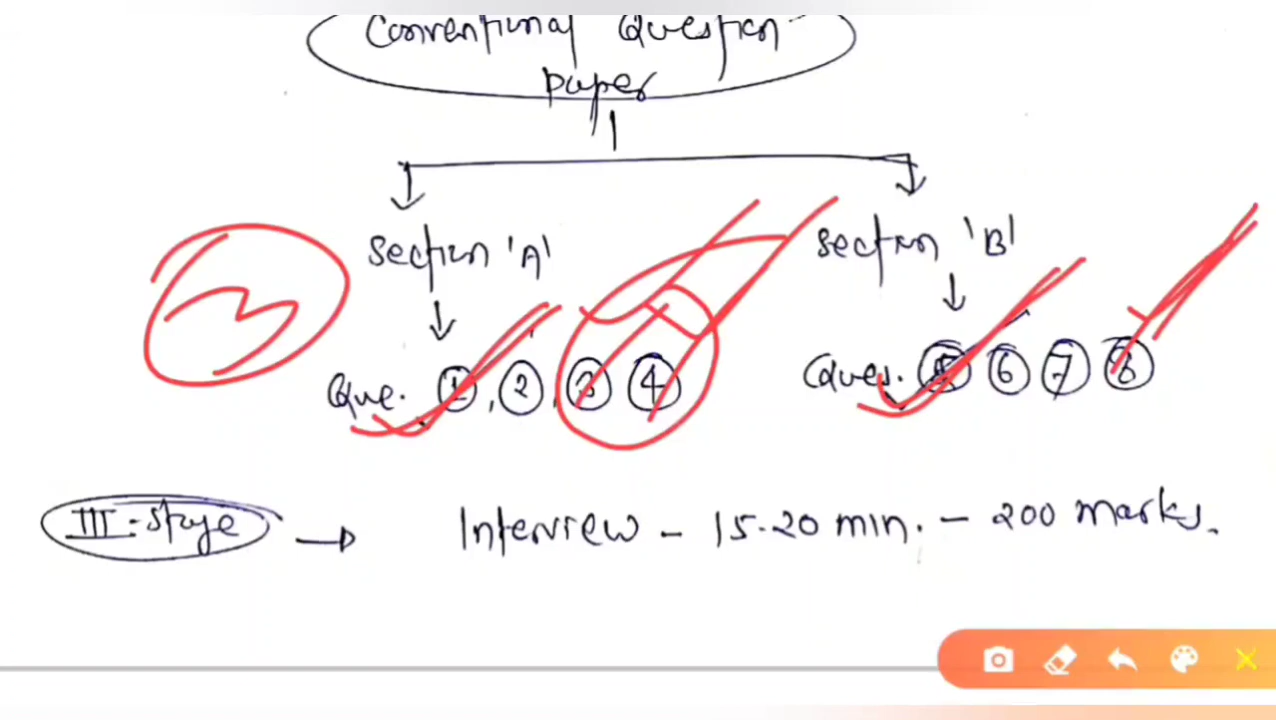 Conventional Question
paper
Section 'A'
Section 'B'
Que. 1, 2, 3 4
Ques. 5 6 7 8
III - stage → Interview - 15-20 min. - 200 marks.